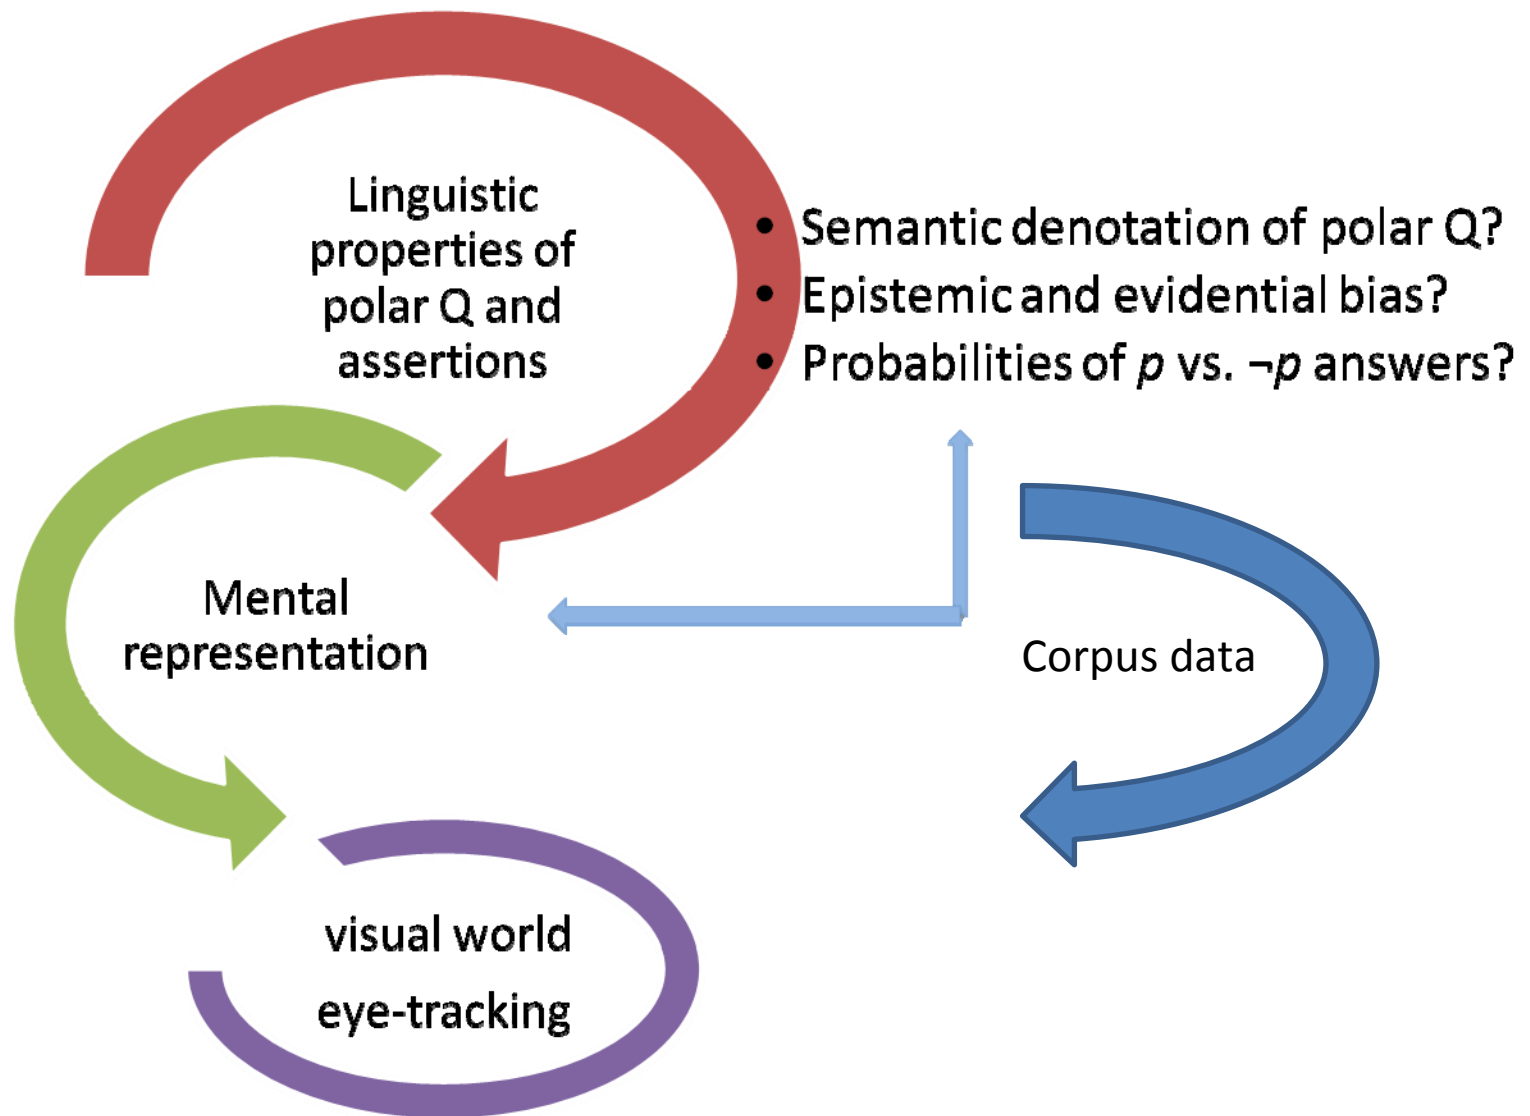 Linguistic
properties of
polar Q and
assertions
• Semantic denotation of polar Q?
• Epistemic and evidential bias?
• Probabilities of p vs. ¬p answers?
Mental
representation
Corpus data
visual world
eye-tracking